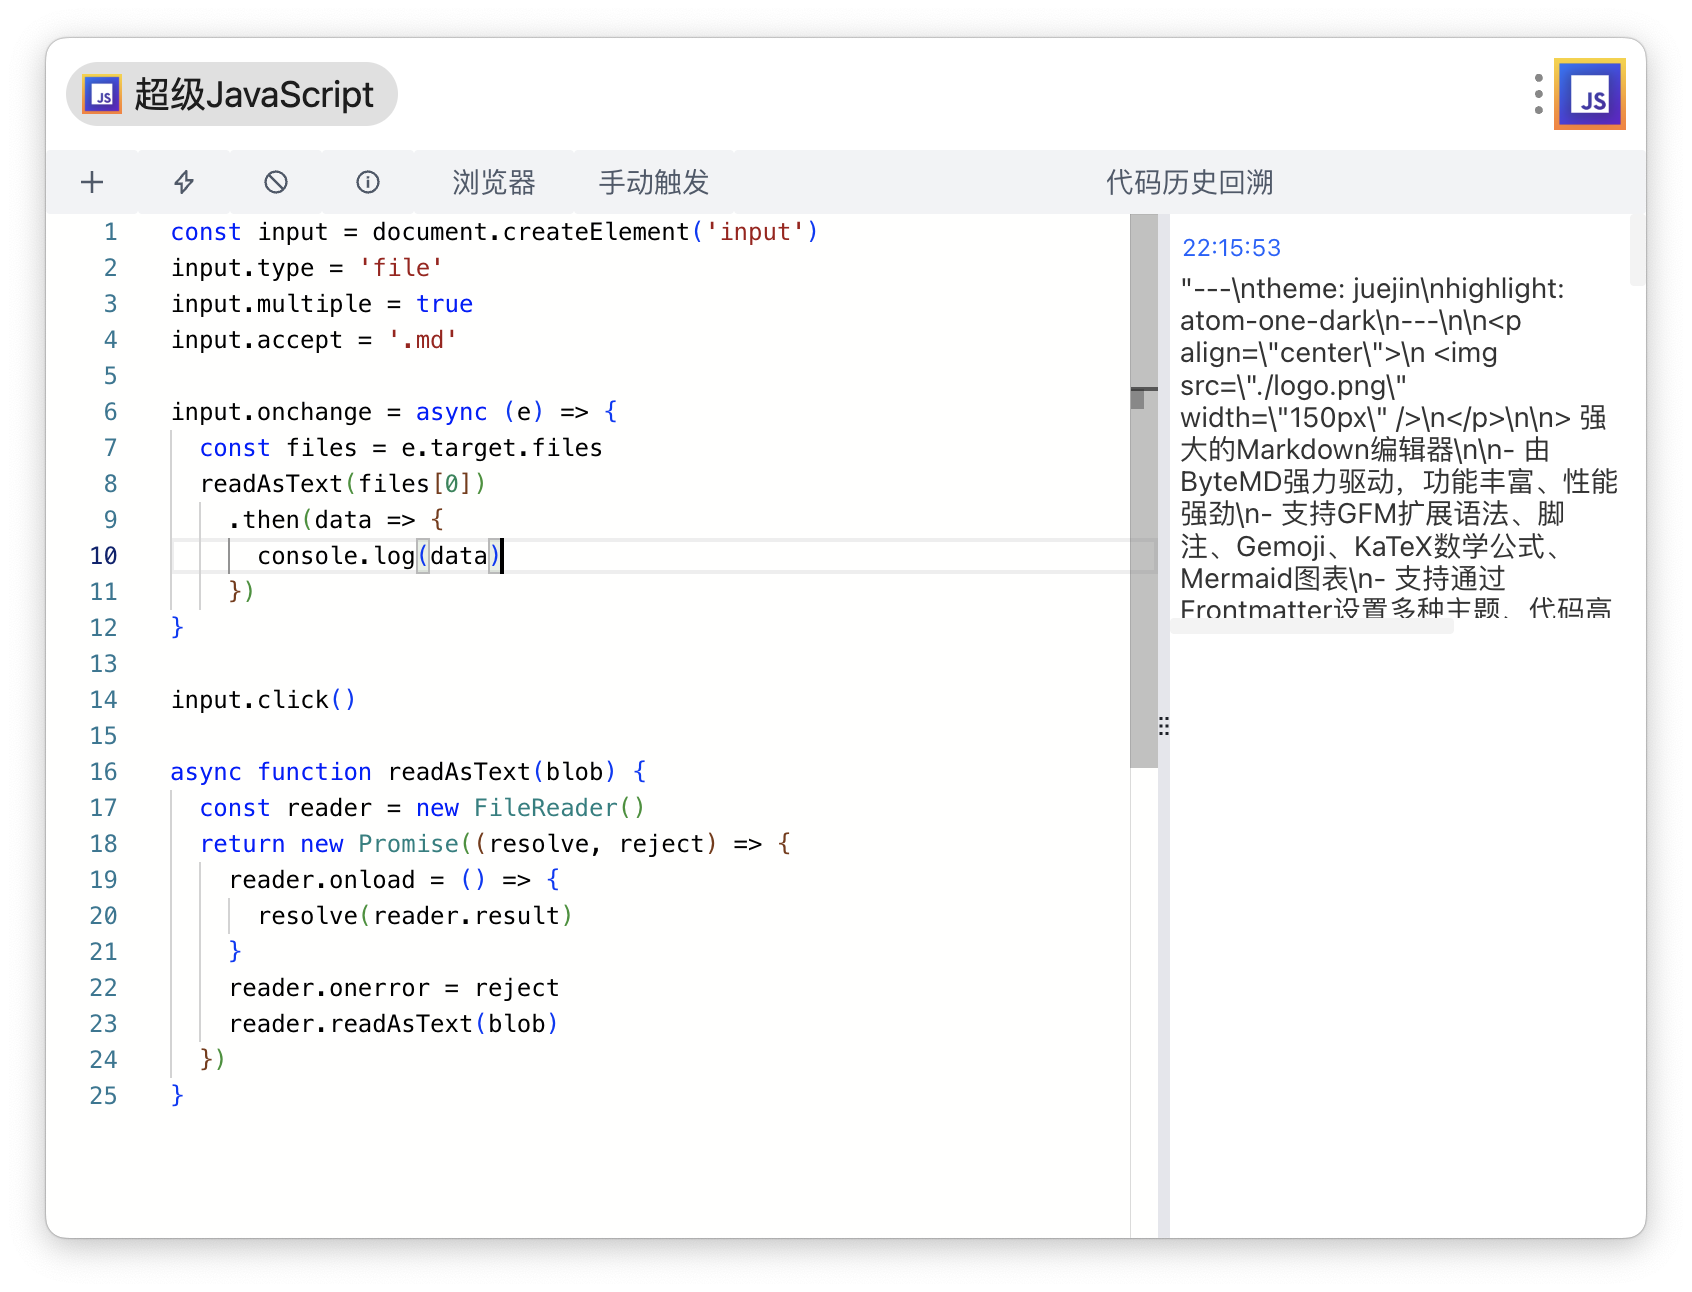 超级JavaScript
JS
浏览器 手动触发 代码历史回溯
1 const input = document.createElement('input')
2 input.type = 'file'
3 input.multiple = true
4 input.accept = '.md'
5
6 input.onchange = async (e) => {
7 const files = e.target.files
8 readAsText(files[0])
9 .then(data => {
10 console.log(data)
11 })
12 }
13
14 input.click()
15
16 async function readAsText(blob) {
17 const reader = new FileReader()
18 return new Promise((resolve, reject) => {
19 reader.onload = () => {
20 resolve(reader.result)
21 }
22 reader.onerror = reject
23 reader.readAsText(blob)
24 })
25 }
22:15:53
"---\ntheme: juejin\nhighlight:
atom-one-dark\n---\n\n<p
align=\"center\">\n <img
src=\"./logo.png\"
width=\"150px\" />\n</p>\n\n> 强
大的Markdown编辑器\n\n- 由
ByteMD强力驱动，功能丰富、性能
强劲\n- 支持GFM扩展语法、脚
注、Gemoji、KaTeX数学公式、
Mermaid图表\n- 支持通过
Frontmatter设置多种主题、代码高